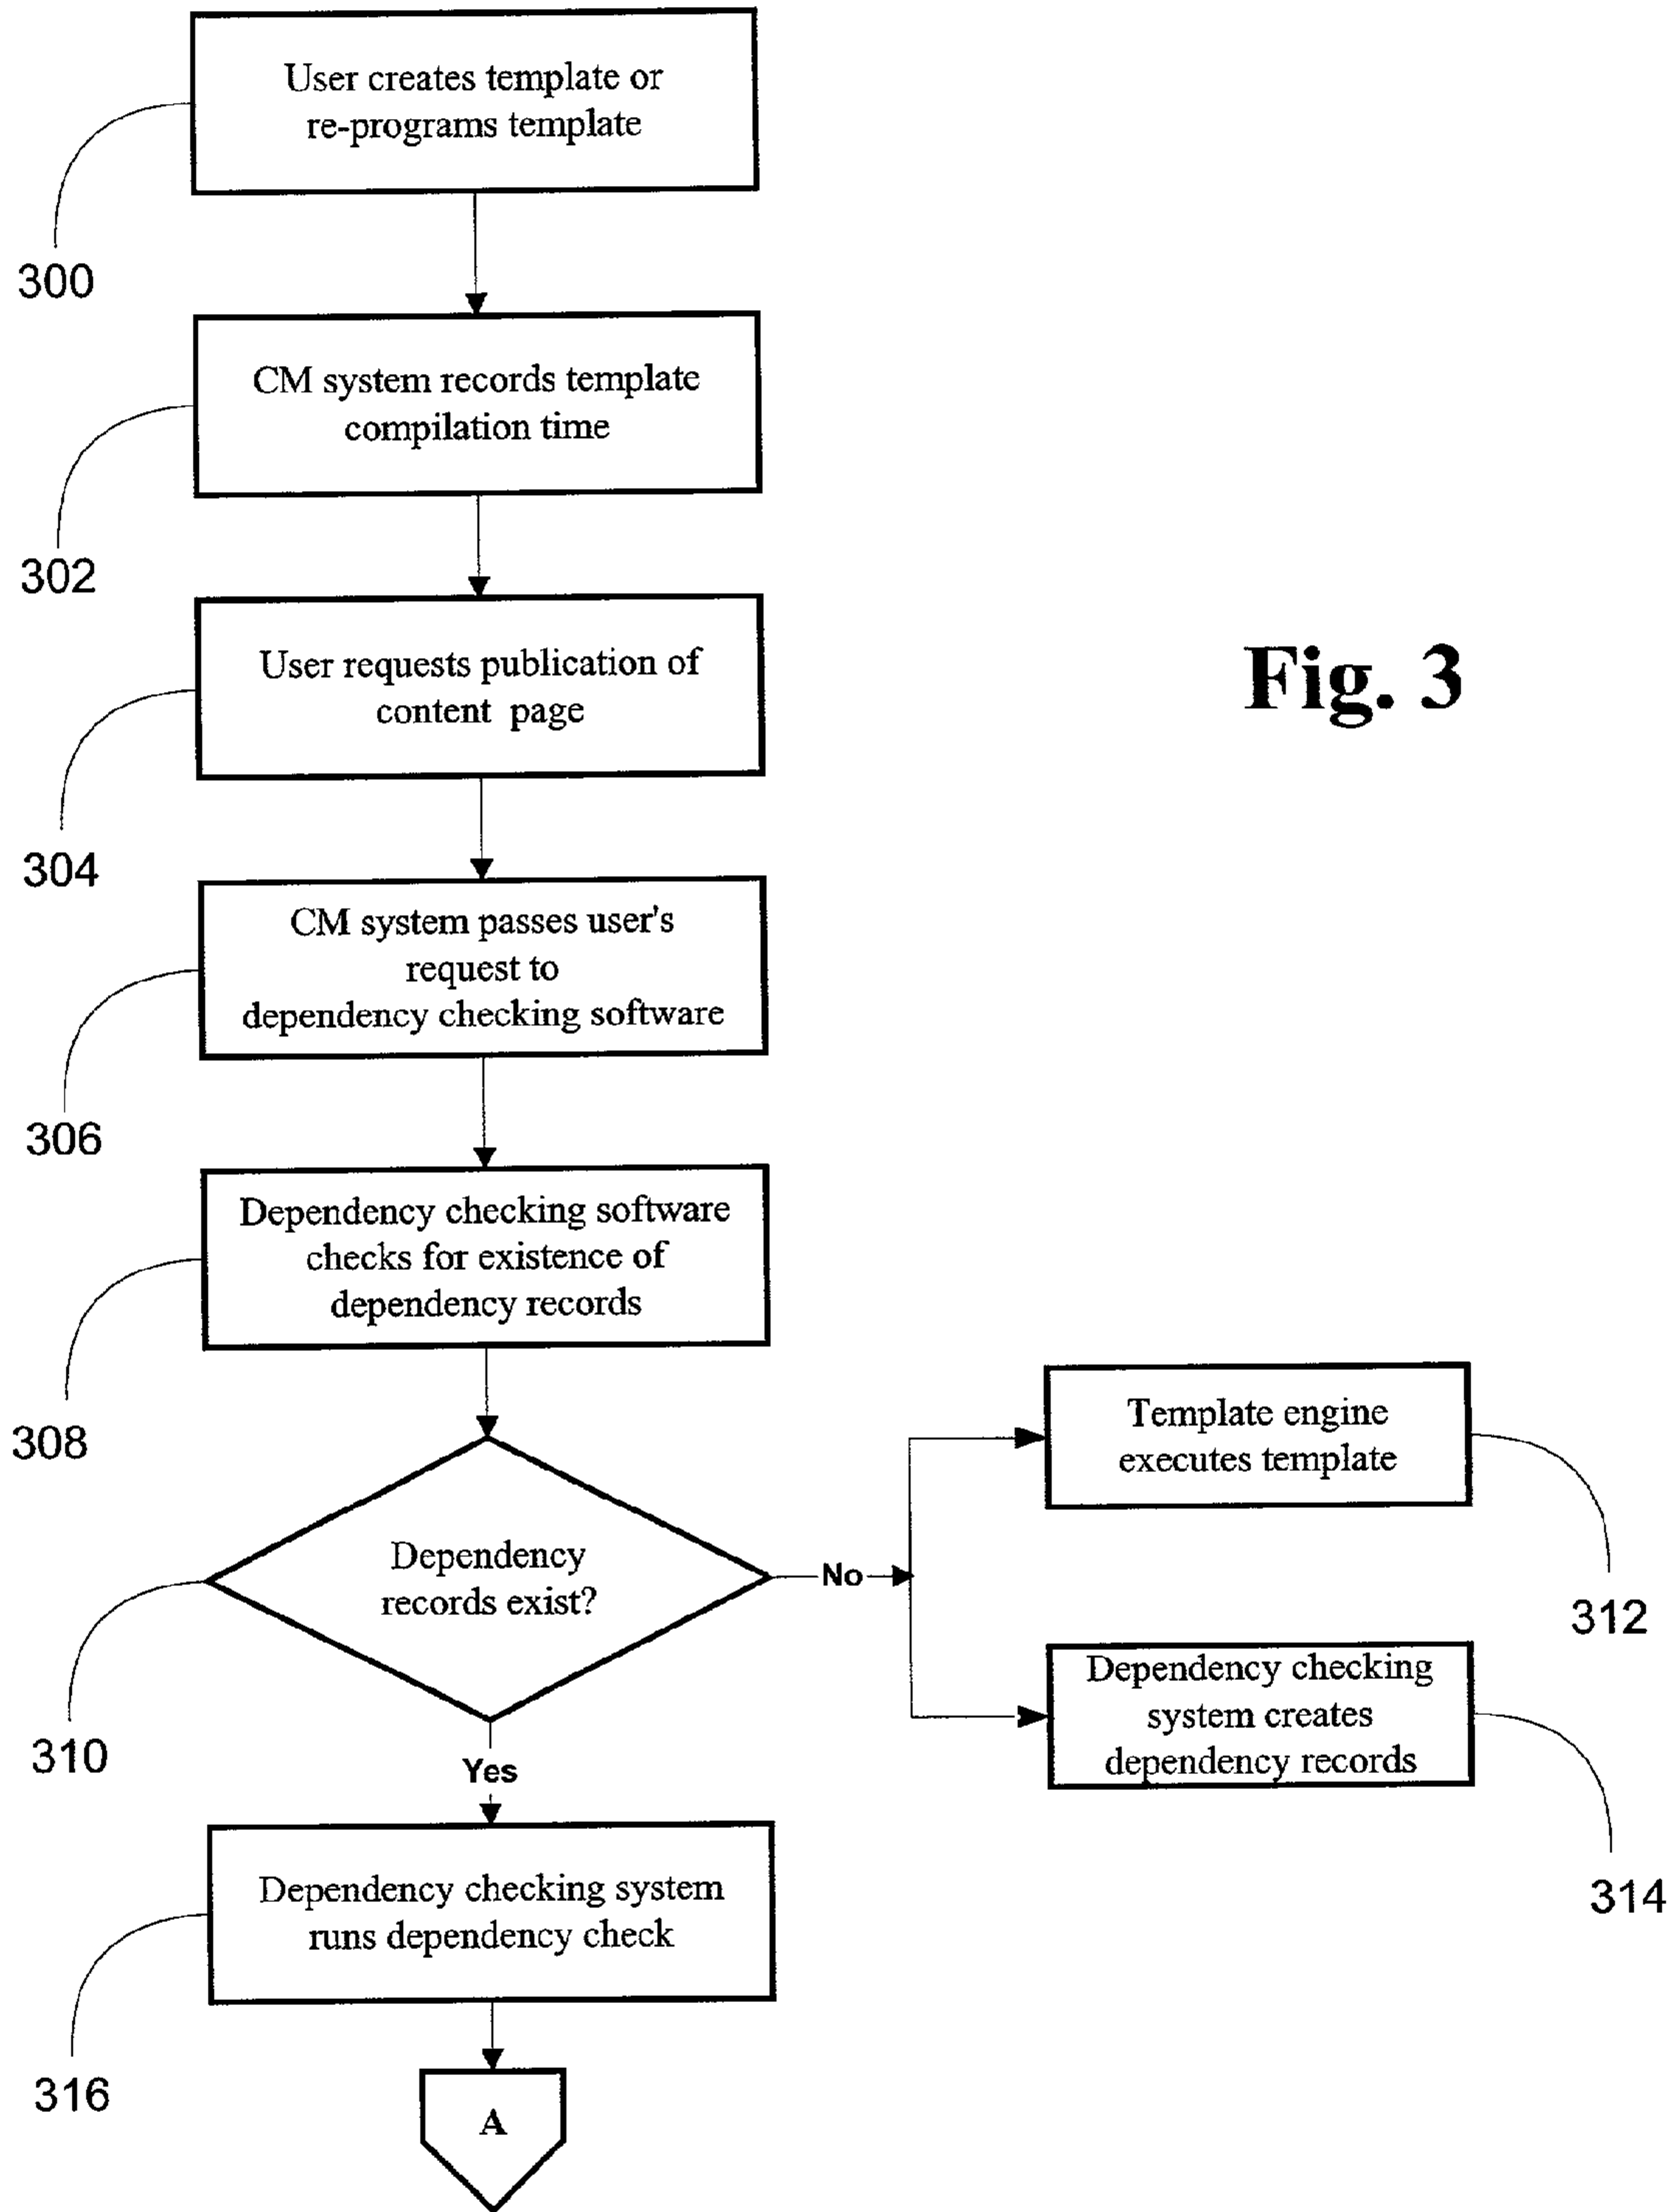 User creates template or
re-programs template
300
CM system records template
compilation time
302
User requests publication of
content page
Fig. 3
304
CM system passes user's
request to
dependency checking software
306
Dependency checking software
checks for existence of
dependency records
308
Dependency
records exist?
310
No
Template engine
executes template
312
Dependency checking
system creates
dependency records
314
Yes
Dependency checking system
runs dependency check
316
A